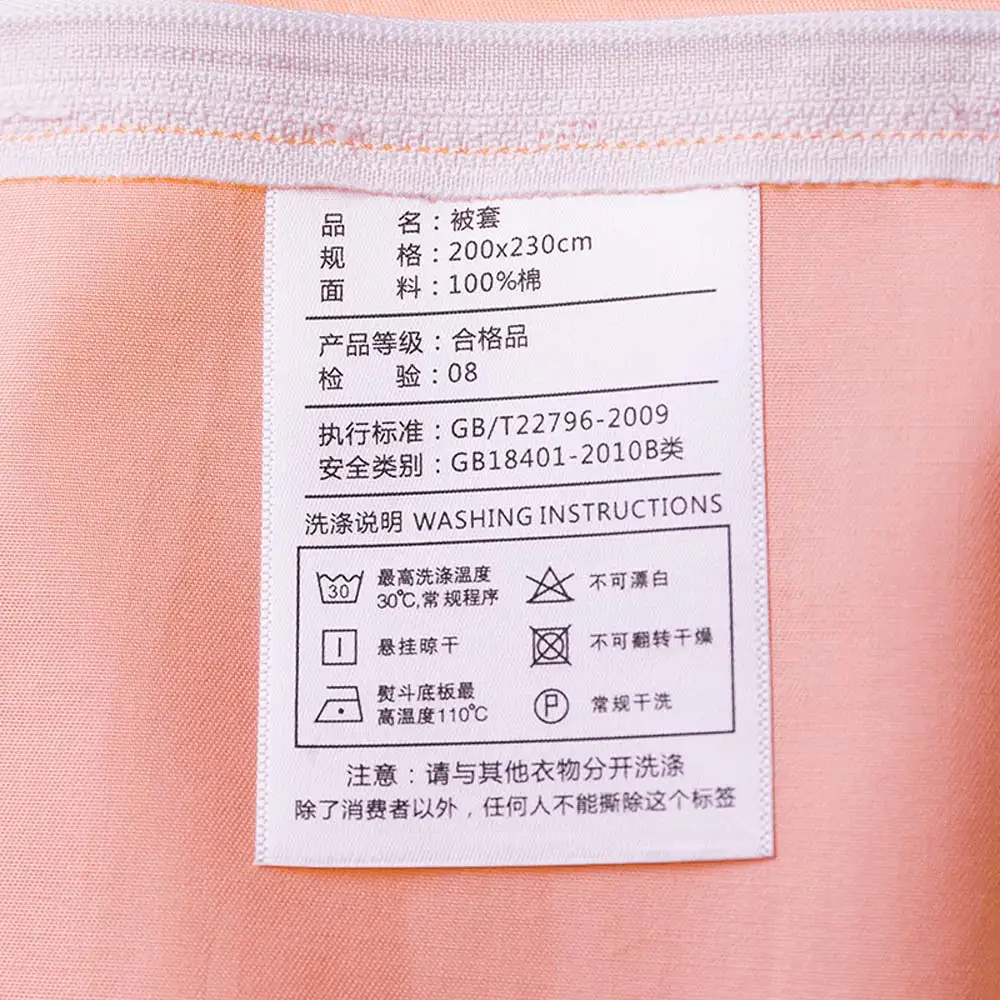 品 名：被套
规 格：200x230cm
面 料：100%棉
产品等级：合格品
检 验：08
执行标准：GB/T22796-2009
安全类别：GB18401-2010B类
洗涤说明 WASHING INSTRUCTIONS
30 最高洗涤温度
30℃,常规程序
不可漂白
悬挂晾干
不可翻转干燥
熨斗底板最
高温度110℃
P 常规干洗
注意：请与其他衣物分开洗涤
除了消费者以外，任何人不能撕除这个标签